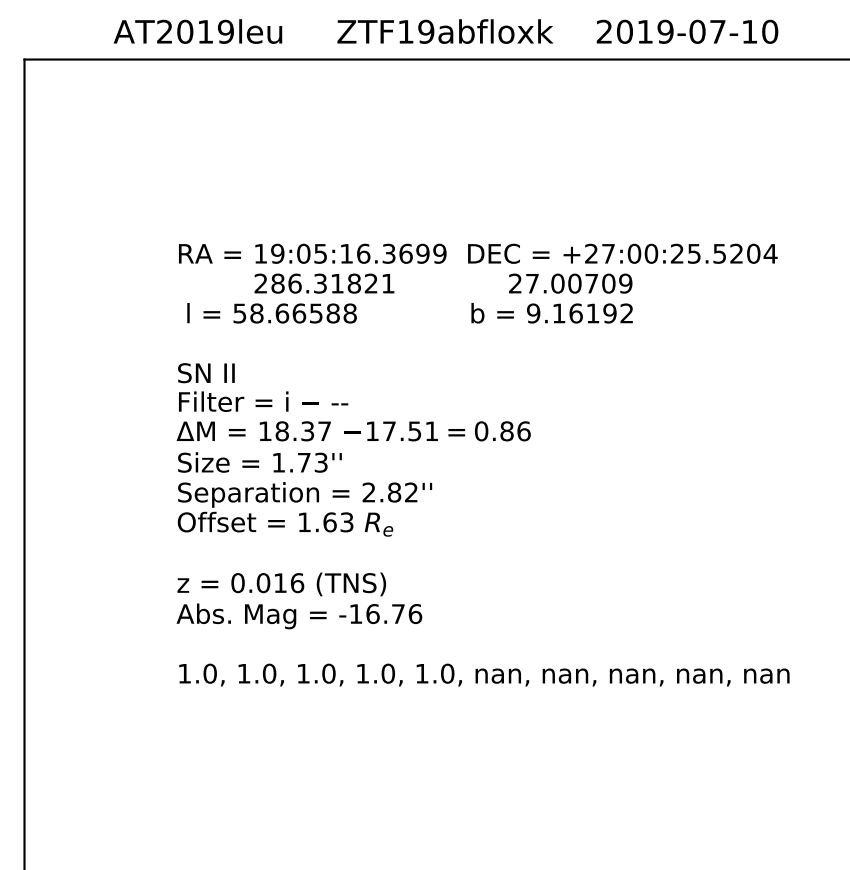 AT2019leu ZTF19abfloxk 2019-07-10
RA = 19:05:16.3699 DEC = +27:00:25.5204
286.31821 27.00709
l = 58.66588 b = 9.16192
SN II
Filter = i − --
ΔM = 18.37 −17.51 = 0.86
Size = 1.73''
Separation = 2.82''
Offset = 1.63 Rₑ
z = 0.016 (TNS)
Abs. Mag = -16.76
1.0, 1.0, 1.0, 1.0, 1.0, nan, nan, nan, nan, nan